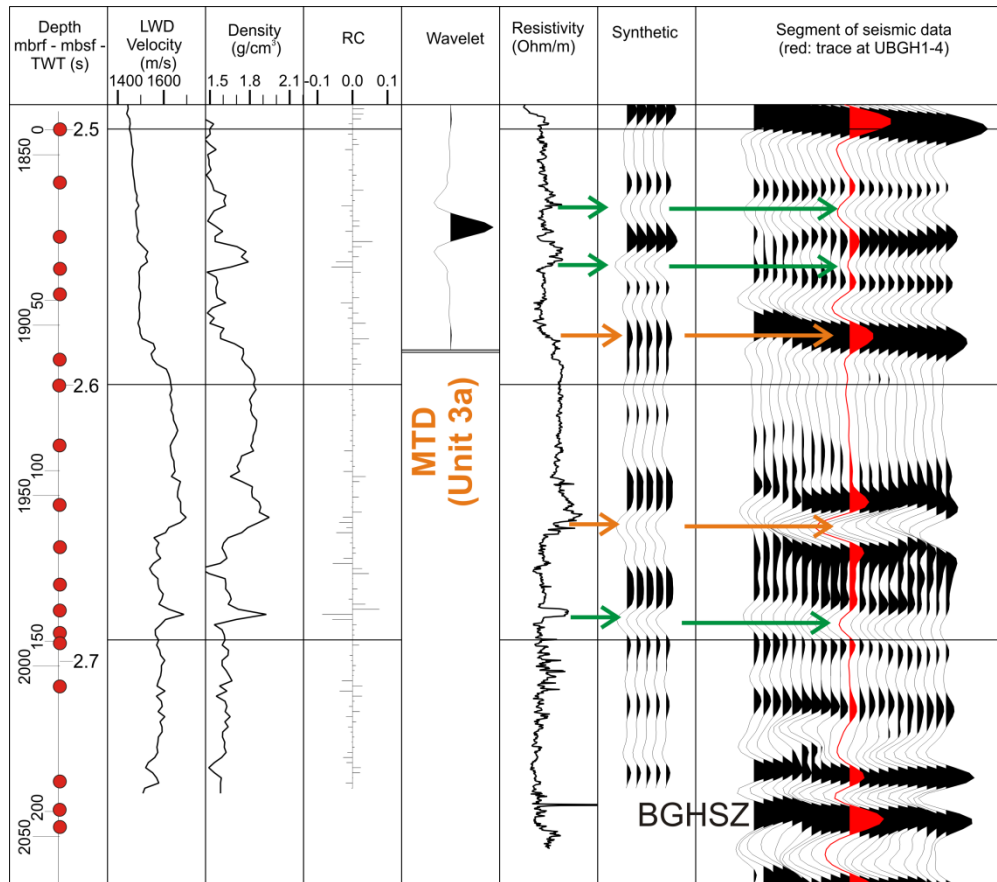 Depth
mbrf - mbsf -
TWT (s)
LWD
Velocity
(m/s)
1400 1600
Density
(g/cm³)
1.5 1.8 2.1
RC
-0.1 0.0 0.1
Wavelet
Resistivity
(Ohm/m)
Synthetic
Segment of seismic data
(red: trace at UBGH1-4)
0 2.5
1850
50
1900
2.6
100
1950
150
2000
2.7
200
2050
MTD
(Unit 3a)
BGHSZ